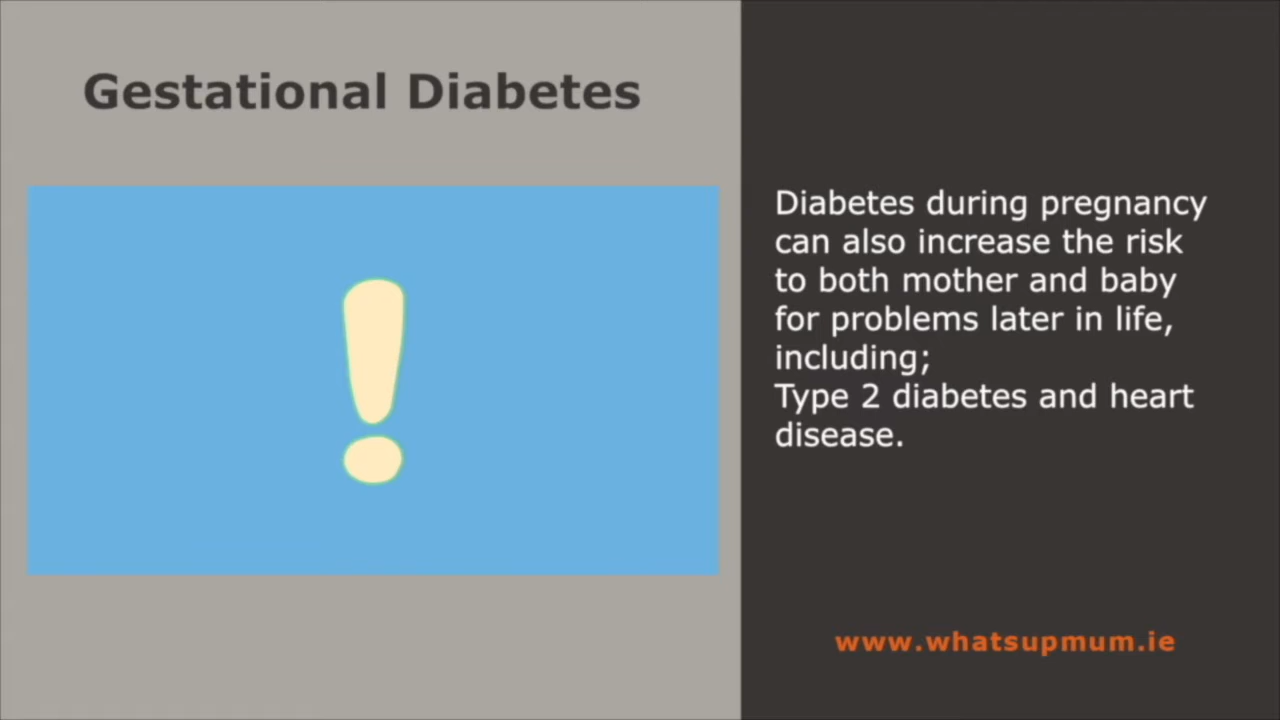 Gestational Diabetes
!
Diabetes during pregnancy
can also increase the risk
to both mother and baby
for problems later in life,
including;
Type 2 diabetes and heart
disease.
www.whatsupmum.ie